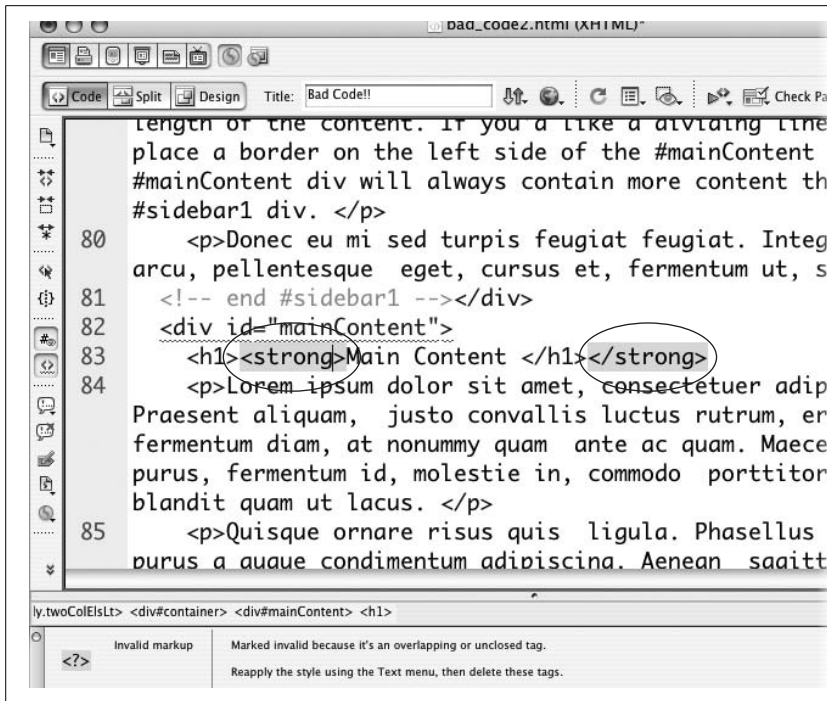 bad_code2.html (XHTML)*
Code Split Design Title: Bad Code!! Check Pa
length of the content. If you'd like a dividing line
place a border on the left side of the #mainContent
#mainContent div will always contain more content th
#sidebar1 div. </p>
80 <p>Donec eu mi sed turpis feugiat feugiat. Integ
arcu, pellentesque eget, cursus et, fermentum ut, s
81 <!-- end #sidebar1 --></div>
82 <div id="mainContent">
83 <h1><strong>Main Content </h1></strong>
84 <p>Lorem ipsum dolor sit amet, consectetuer adip
Praesent aliquam, justo convallis luctus rutrum, er
fermentum diam, at nonummy quam ante ac quam. Maece
purus, fermentum id, molestie in, commodo porttitor
blandit quam ut lacus. </p>
85 <p>Quisque ornare risus quis ligula. Phasellus
purus a augue condimentum adipiscing. Aenean sagitt
ly.twoColElsLt> <div#container> <div#mainContent> <h1>
<?> Invalid markup Marked invalid because it's an overlapping or unclosed tag.
Reapply the style using the Text menu, then delete these tags.